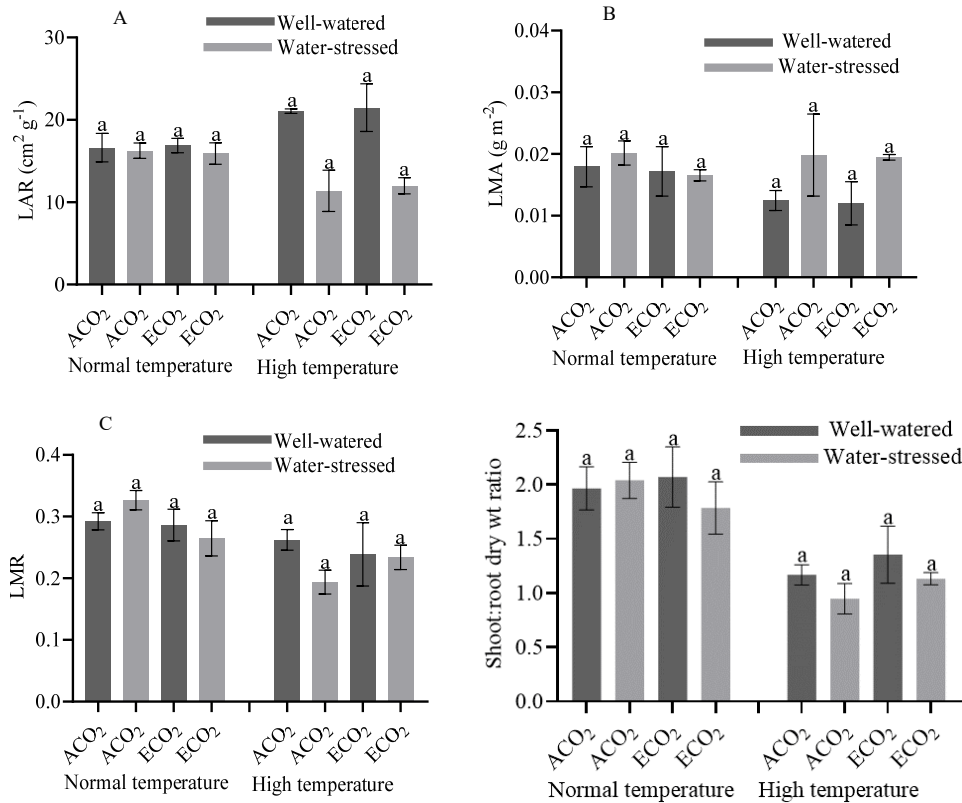 A
Well-watered
Water-stressed
30
20
10
0
LAR (cm² g⁻¹)
a a a a a a a a
ACO₂ ACO₂ ECO₂ ECO₂ ACO₂ ACO₂ ECO₂ ECO₂
Normal temperature High temperature
B
Well-watered
Water-stressed
0.04
0.03
0.02
0.01
0.00
LMA (g m⁻²)
a a a a a a a a
ACO₂ ACO₂ ECO₂ ECO₂ ACO₂ ACO₂ ECO₂ ECO₂
Normal temperature High temperature
C
Well-watered
Water-stressed
0.4
0.3
0.2
0.1
0.0
LMR
a a a a a a a a
ACO₂ ACO₂ ECO₂ ECO₂ ACO₂ ACO₂ ECO₂ ECO₂
Normal temperature High temperature
Well-watered
Water-stressed
2.5
2.0
1.5
1.0
0.5
0.0
Shoot:root dry wt ratio
a a a a a a a a
ACO₂ ACO₂ ECO₂ ECO₂ ACO₂ ACO₂ ECO₂ ECO₂
Normal temperature High temperature